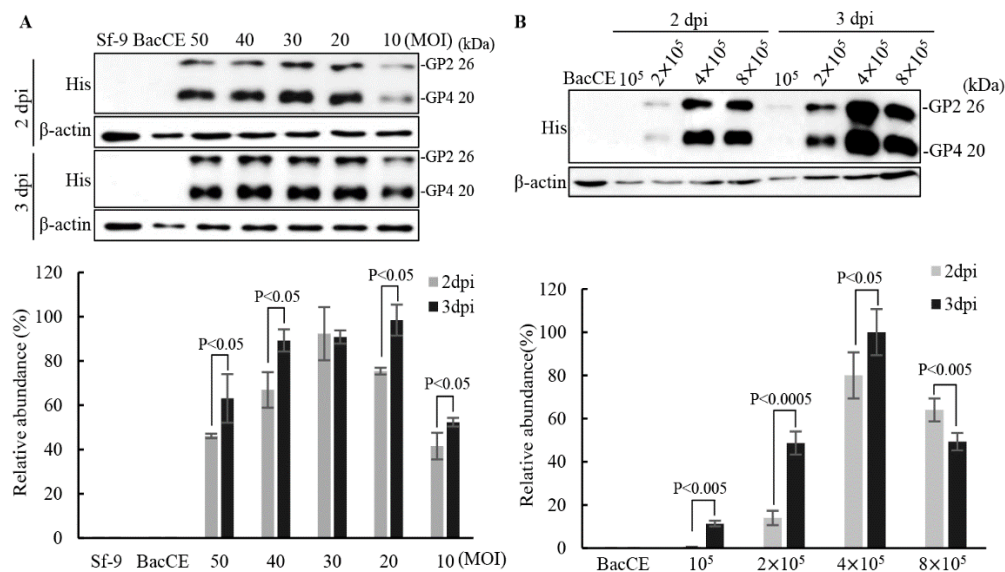 A
Sf-9 BacCE 50 40 30 20 10 (MOI) (kDa)
2 dpi
His
-GP2 26
-GP4 20
β-actin
3 dpi
His
-GP2 26
-GP4 20
β-actin
Relative abundance (%)
120
100
80
60
40
20
0
2dpi
3dpi
P<0.05
P<0.05
P<0.05
P<0.05
Sf-9 BacCE 50 40 30 20 10 (MOI)
B
2 dpi 3 dpi
BacCE 10⁵ 2×10⁵ 4×10⁵ 8×10⁵ 10⁵ 2×10⁵ 4×10⁵ 8×10⁵ (kDa)
His
-GP2 26
-GP4 20
β-actin
Relative abundance(%)
120
100
80
60
40
20
0
2dpi
3dpi
P<0.005
P<0.0005
P<0.05
P<0.005
BacCE 10⁵ 2×10⁵ 4×10⁵ 8×10⁵